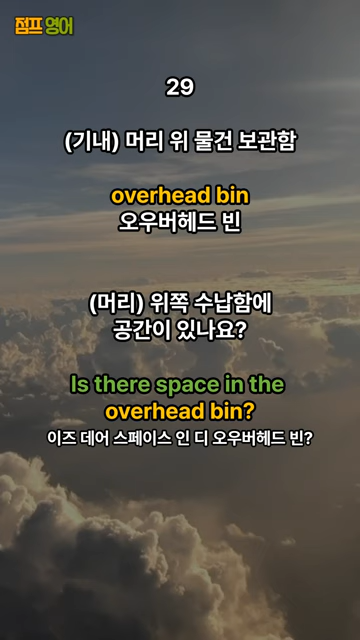 점프 영어
29
(기내) 머리 위 물건 보관함
overhead bin
오우버헤드 빈
(머리) 위쪽 수납함에
공간이 있나요?
Is there space in the
overhead bin?
이즈 데어 스페이스 인 디 오우버헤드 빈?